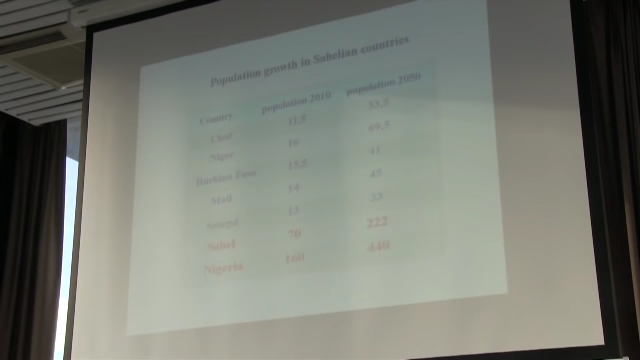 Population growth in Sahelian countries
Country population 2010 population 2050
Chad 11,5 33,5
Niger 16 69,5
Burkina Faso 15,5 41
Mali 14 45
Senegal 13 33
Sahel 70 222
Nigeria 160 440